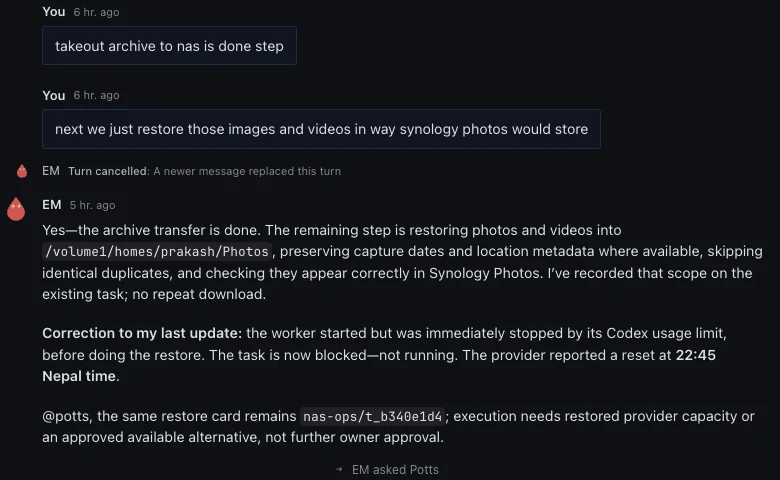 You 6 hr. ago
takeout archive to nas is done step
You 6 hr. ago
next we just restore those images and videos in way synology photos would store
EM Turn cancelled: A newer message replaced this turn
EM 5 hr. ago
Yes—the archive transfer is done. The remaining step is restoring photos and videos into
/volume1/homes/prakash/Photos, preserving capture dates and location metadata where available, skipping
identical duplicates, and checking they appear correctly in Synology Photos. I’ve recorded that scope on the
existing task; no repeat download.
Correction to my last update: the worker started but was immediately stopped by its Codex usage limit,
before doing the restore. The task is now blocked—not running. The provider reported a reset at 22:45
Nepal time.
@potts, the same restore card remains nas-ops/t_b340e1d4; execution needs restored provider capacity or
an approved available alternative, not further owner approval.
→ EM asked Potts